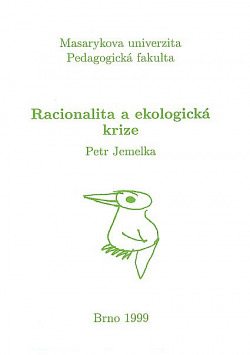 Masarykova univerzita
Pedagogická fakulta
Racionalita a ekologická
krize
Petr Jemelka
Brno 1999